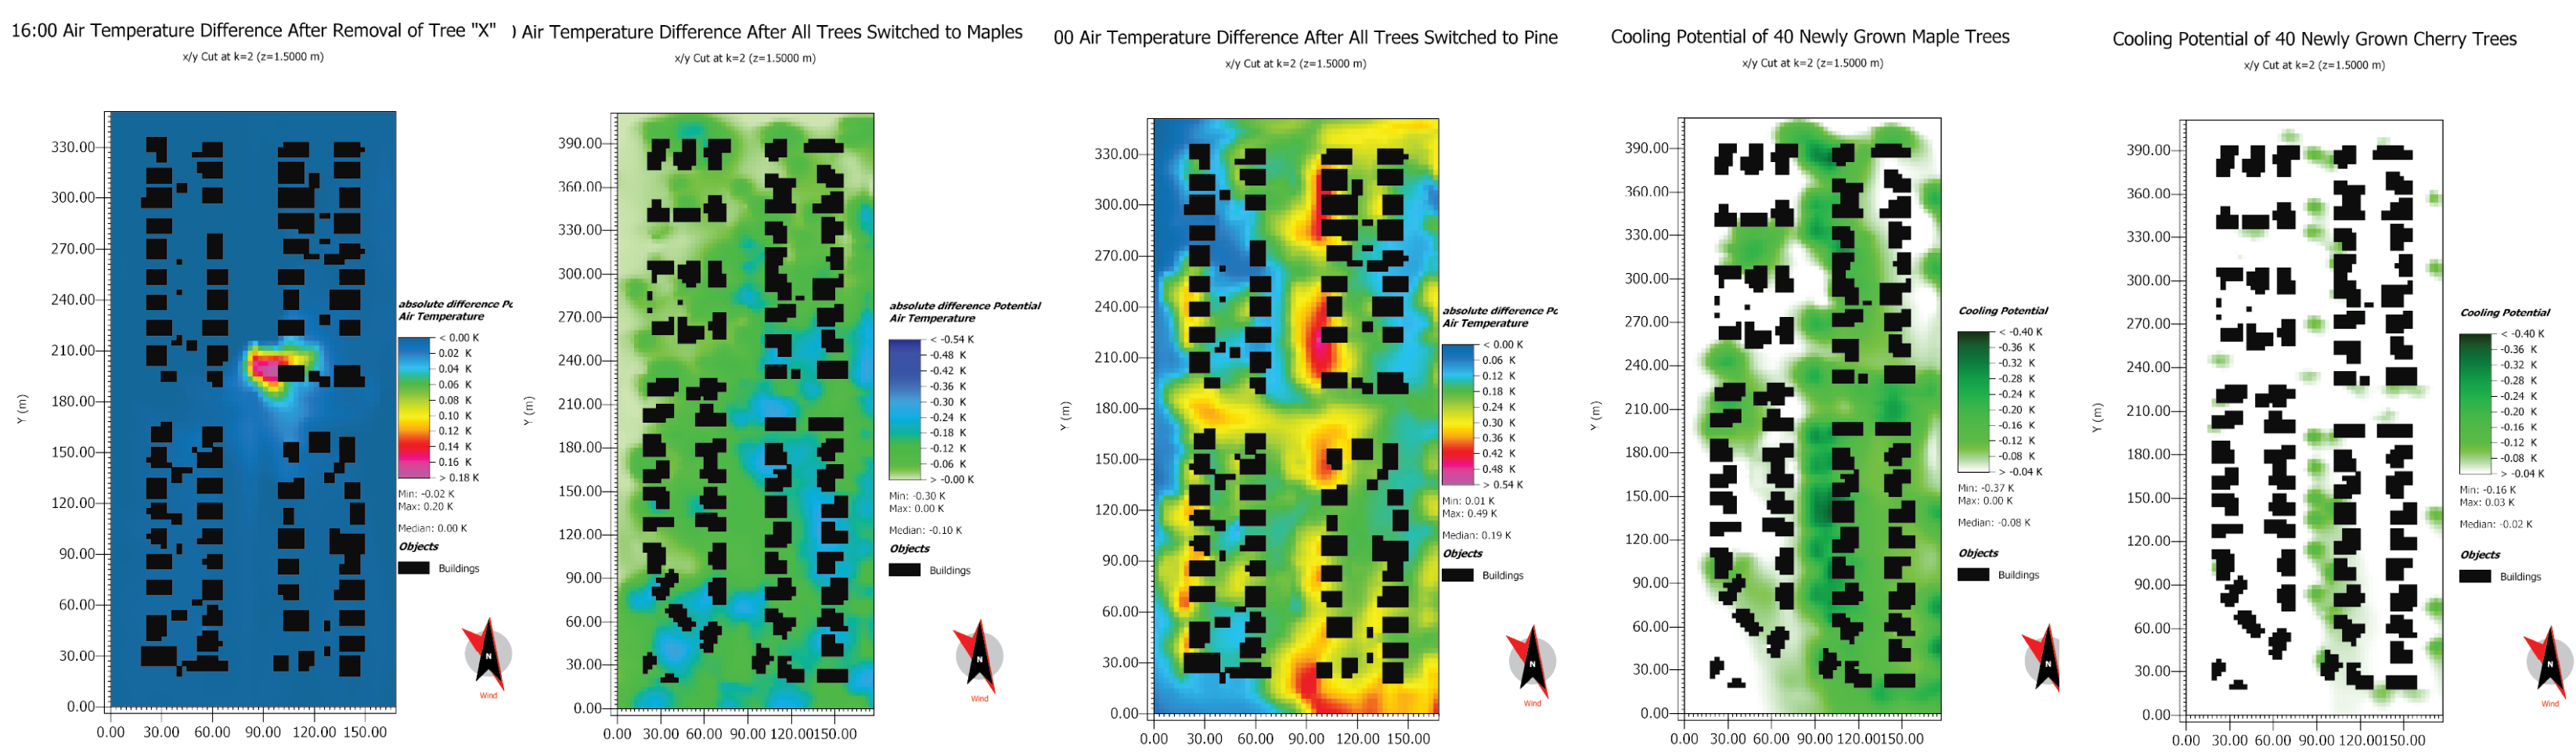 16:00 Air Temperature Difference After Removal of Tree "X"
x/y Cut at k=2 (z=1.5000 m)
330.00
300.00
270.00
240.00
210.00
180.00
150.00
120.00
90.00
60.00
30.00
0.00
Y (m)
0.00 30.00 60.00 90.00 120.00 150.00
absolute difference Po
Air Temperature
< 0.00 K
0.02 K
0.04 K
0.06 K
0.08 K
0.10 K
0.12 K
0.14 K
0.16 K
> 0.18 K
Min: -0.02 K
Max: 0.20 K
Median: 0.00 K
Objects
Buildings
N
Wind
) Air Temperature Difference After All Trees Switched to Maples
x/y Cut at k=2 (z=1.5000 m)
390.00
360.00
330.00
300.00
270.00
240.00
210.00
180.00
150.00
120.00
90.00
60.00
30.00
0.00
Y (m)
0.00 30.00 60.00 90.00 120.00 150.00
absolute difference Potential
Air Temperature
< -0.54 K
-0.48 K
-0.42 K
-0.36 K
-0.30 K
-0.24 K
-0.18 K
-0.12 K
-0.06 K
> -0.00 K
Min: -0.30 K
Max: 0.00 K
Median: -0.10 K
Objects
Buildings
N
Wind
00 Air Temperature Difference After All Trees Switched to Pine
x/y Cut at k=2 (z=1.5000 m)
330.00
300.00
270.00
240.00
210.00
180.00
150.00
120.00
90.00
60.00
30.00
0.00
Y (m)
0.00 30.00 60.00 90.00 120.00 150.00
absolute difference Po
Air Temperature
< 0.00 K
0.06 K
0.12 K
0.18 K
0.24 K
0.30 K
0.36 K
0.42 K
0.48 K
> 0.54 K
Min: 0.01 K
Max: 0.49 K
Median: 0.19 K
Objects
Buildings
N
Wind
Cooling Potential of 40 Newly Grown Maple Trees
x/y Cut at k=2 (z=1.5000 m)
390.00
360.00
330.00
300.00
270.00
240.00
210.00
180.00
150.00
120.00
90.00
60.00
30.00
0.00
Y (m)
0.00 30.00 60.00 90.00 120.00 150.00
Cooling Potential
< -0.40 K
-0.36 K
-0.32 K
-0.28 K
-0.24 K
-0.20 K
-0.16 K
-0.12 K
-0.08 K
> -0.04 K
Min: -0.37 K
Max: 0.00 K
Median: -0.08 K
Objects
Buildings
N
Wind
Cooling Potential of 40 Newly Grown Cherry Trees
x/y Cut at k=2 (z=1.5000 m)
390.00
360.00
330.00
300.00
270.00
240.00
210.00
180.00
150.00
120.00
90.00
60.00
30.00
0.00
Y (m)
0.00 30.00 60.00 90.00 120.00 150.00
Cooling Potential
< -0.40 K
-0.36 K
-0.32 K
-0.28 K
-0.24 K
-0.20 K
-0.16 K
-0.12 K
-0.08 K
> -0.04 K
Min: -0.16 K
Max: 0.03 K
Median: -0.02 K
Objects
Buildings
N
Wind